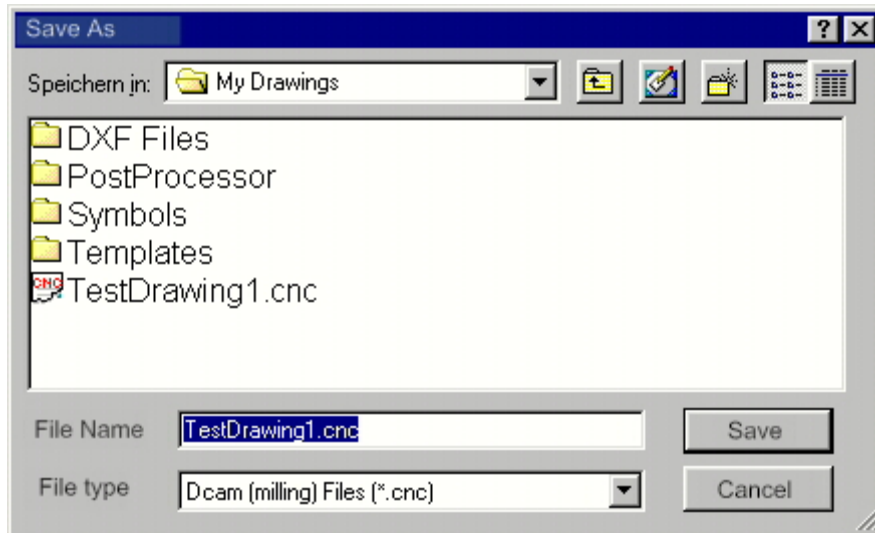 Save As
Speichern in: My Drawings
DXF Files
PostProcessor
Symbols
Templates
CNC TestDrawing1.cnc
File Name TestDrawing1.cnc Save
File type Dcam (milling) Files (*.cnc) Cancel